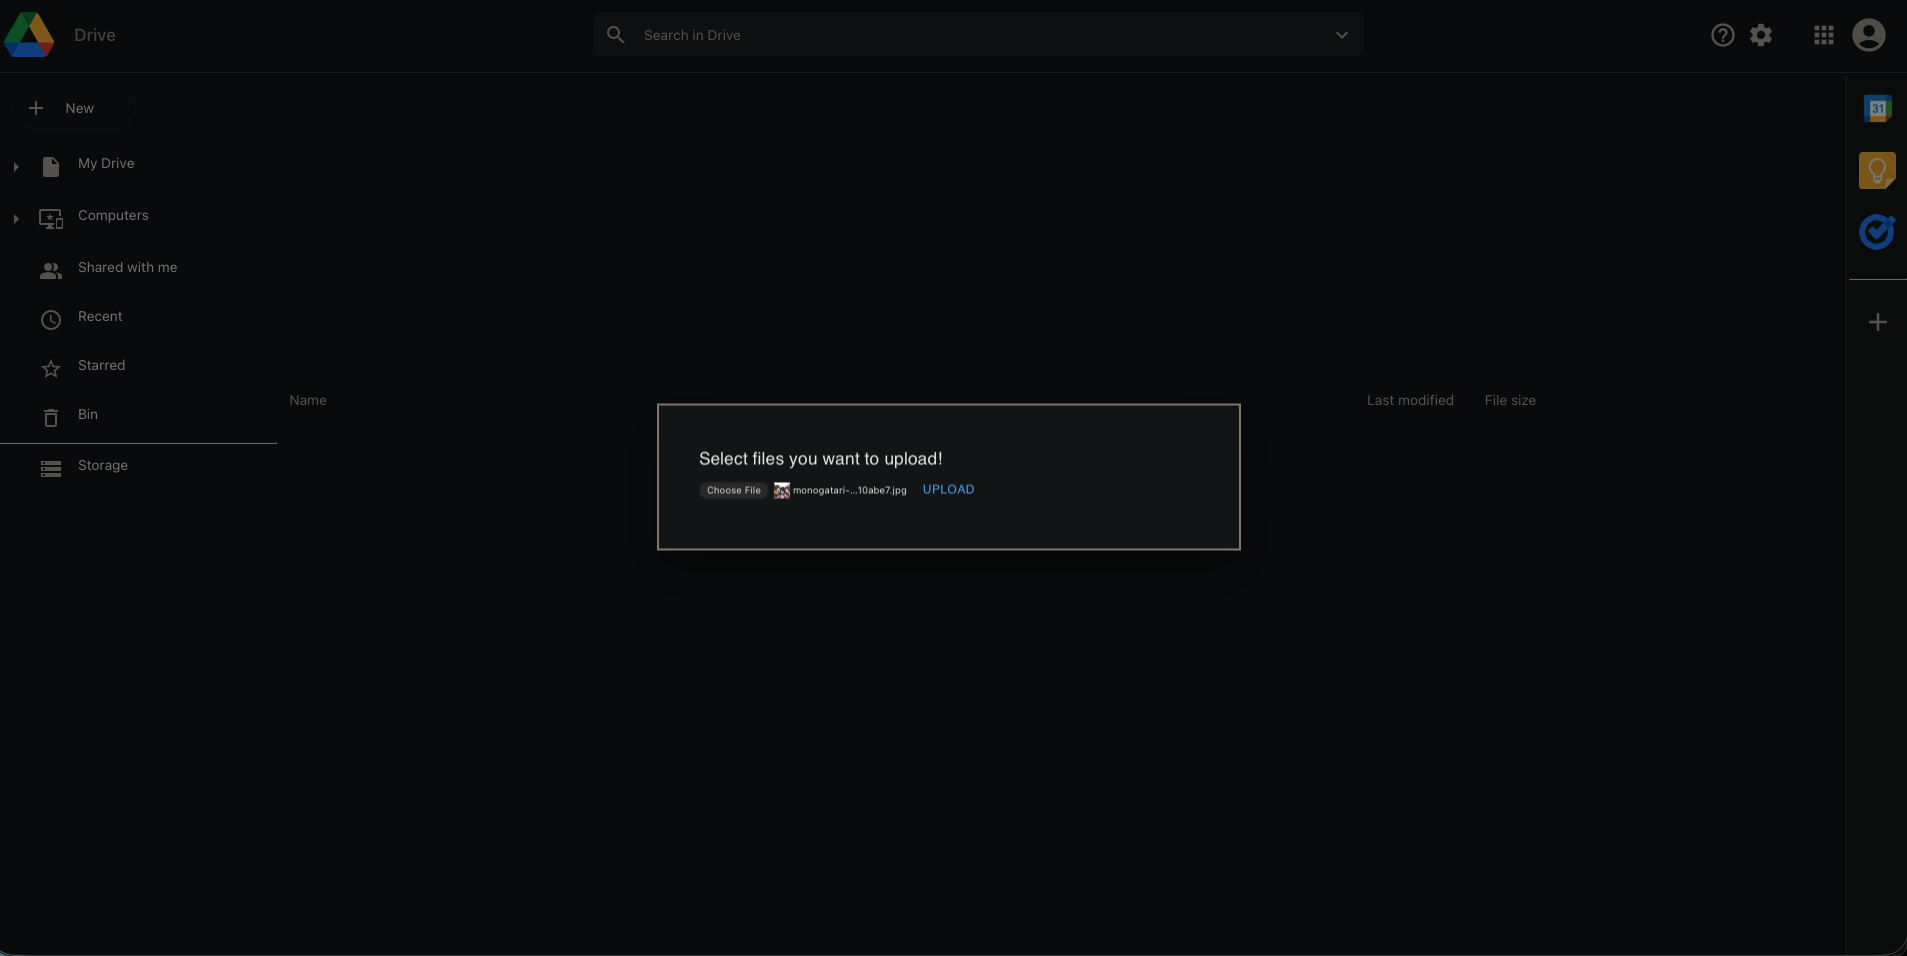 Drive
Search in Drive
New
31
My Drive
Computers
Shared with me
Recent
Starred
Bin
Storage
Name
Last modified
File size
Select files you want to upload!
Choose File
monogatari-...10abe7.jpg
UPLOAD